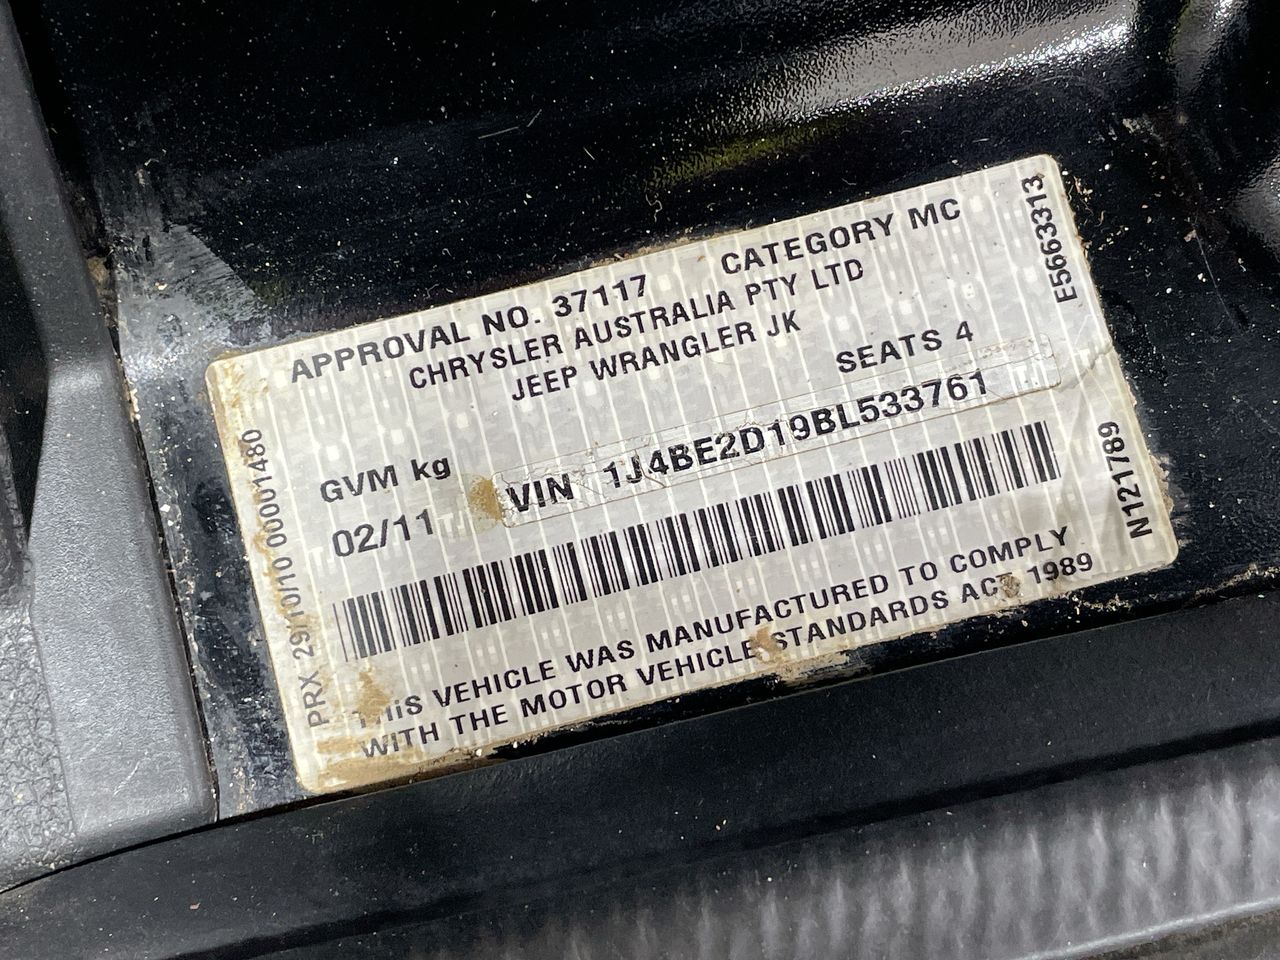 APPROVAL NO. 37117 CATEGORY MC
CHRYSLER AUSTRALIA PTY LTD
JEEP WRANGLER JK
SEATS 4
GVM kg
VIN 1J4BE2D19BL533761
02/11
THIS VEHICLE WAS MANUFACTURED TO COMPLY
WITH THE MOTOR VEHICLE STANDARDS ACT 1989
PRX 29/10/10 00001480
E5663313
N121789